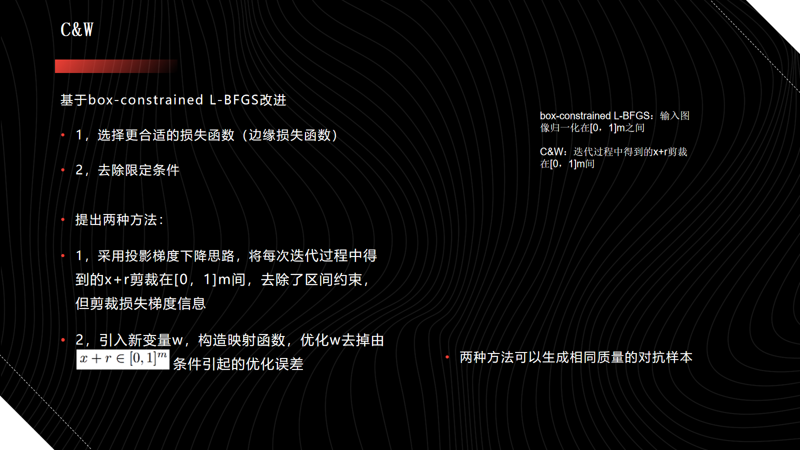 C&W
基于box-constrained L-BFGS改进
• 1，选择更合适的损失函数（边缘损失函数）
• 2，去除限定条件
• 提出两种方法：
• 1，采用投影梯度下降思路，将每次迭代过程中得
到的x+r剪裁在[0，1]m间，去除了区间约束，
但剪裁损失梯度信息
• 2，引入新变量w，构造映射函数，优化w去掉由
x + r ∈ [0, 1]^m 条件引起的优化误差
box-constrained L-BFGS：输入图
像归一化在[0，1]m之间
C&W：迭代过程中得到的x+r剪裁
在[0，1]m间
• 两种方法可以生成相同质量的对抗样本